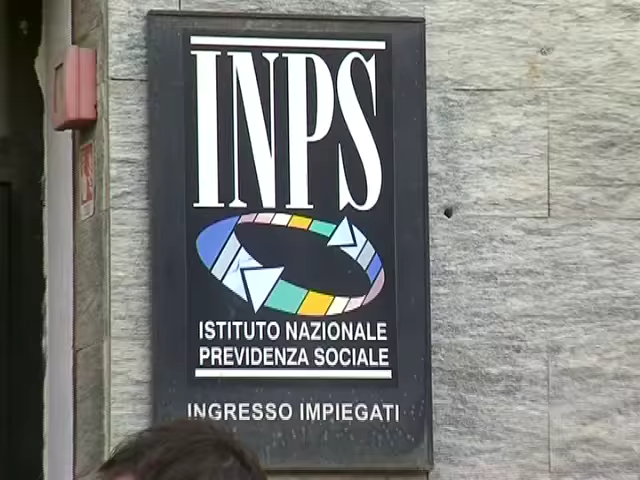 INPS
ISTITUTO NAZIONALE
PREVIDENZA SOCIALE
INGRESSO IMPIEGATI